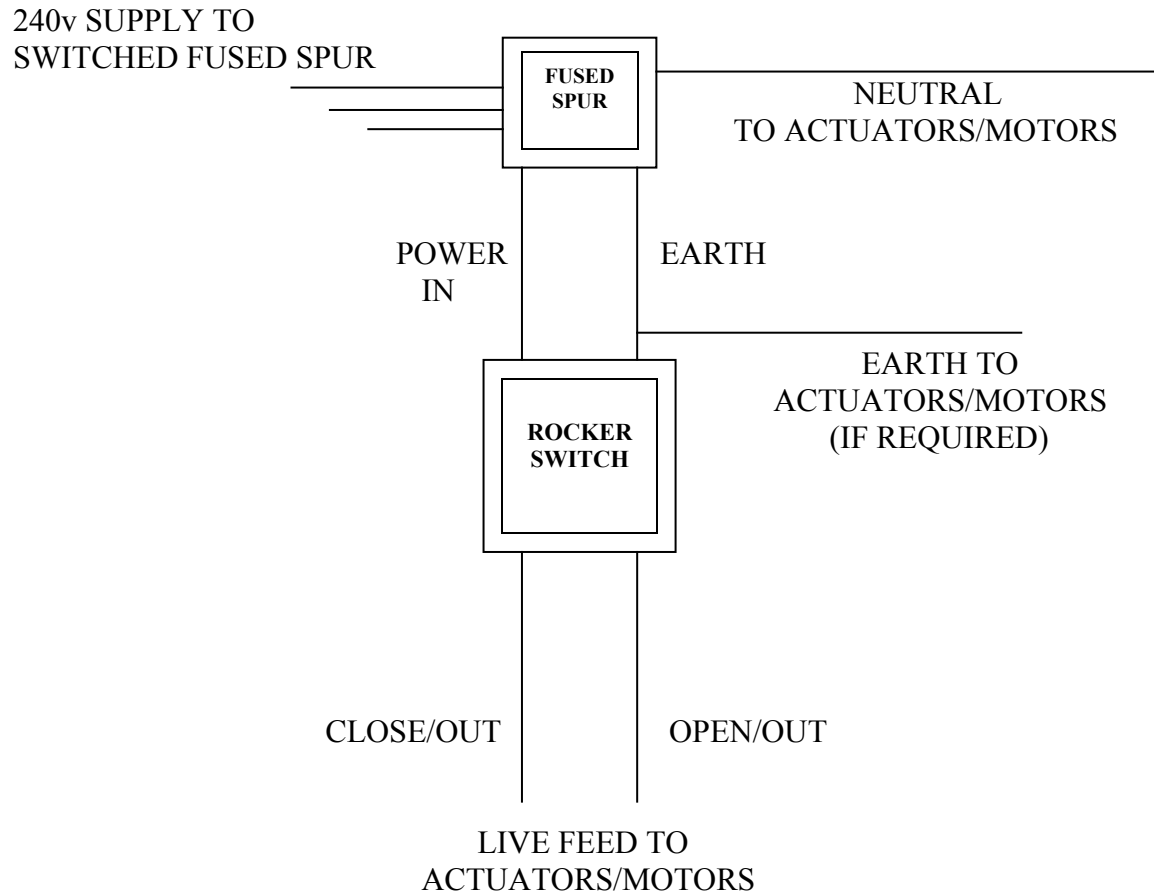 240v SUPPLY TO
SWITCHED FUSED SPUR
FUSED
SPUR
NEUTRAL
TO ACTUATORS/MOTORS
POWER
IN
EARTH
EARTH TO
ACTUATORS/MOTORS
(IF REQUIRED)
ROCKER
SWITCH
CLOSE/OUT
OPEN/OUT
LIVE FEED TO
ACTUATORS/MOTORS